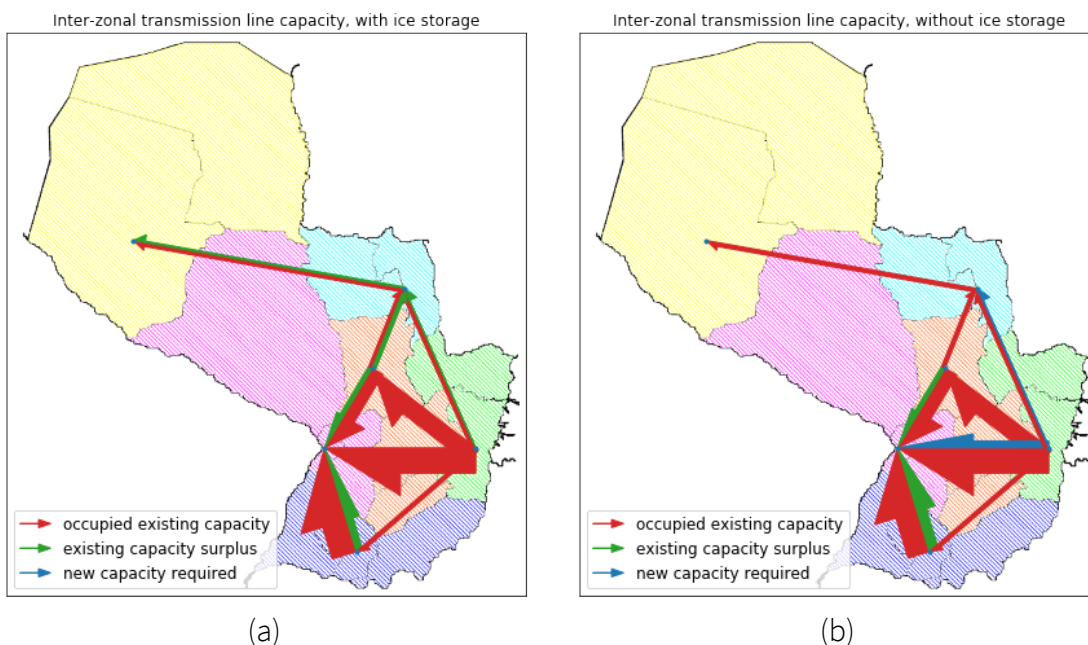 Inter-zonal transmission line capacity, with ice storage
occupied existing capacity
existing capacity surplus
new capacity required
(a)
Inter-zonal transmission line capacity, without ice storage
occupied existing capacity
existing capacity surplus
new capacity required
(b)